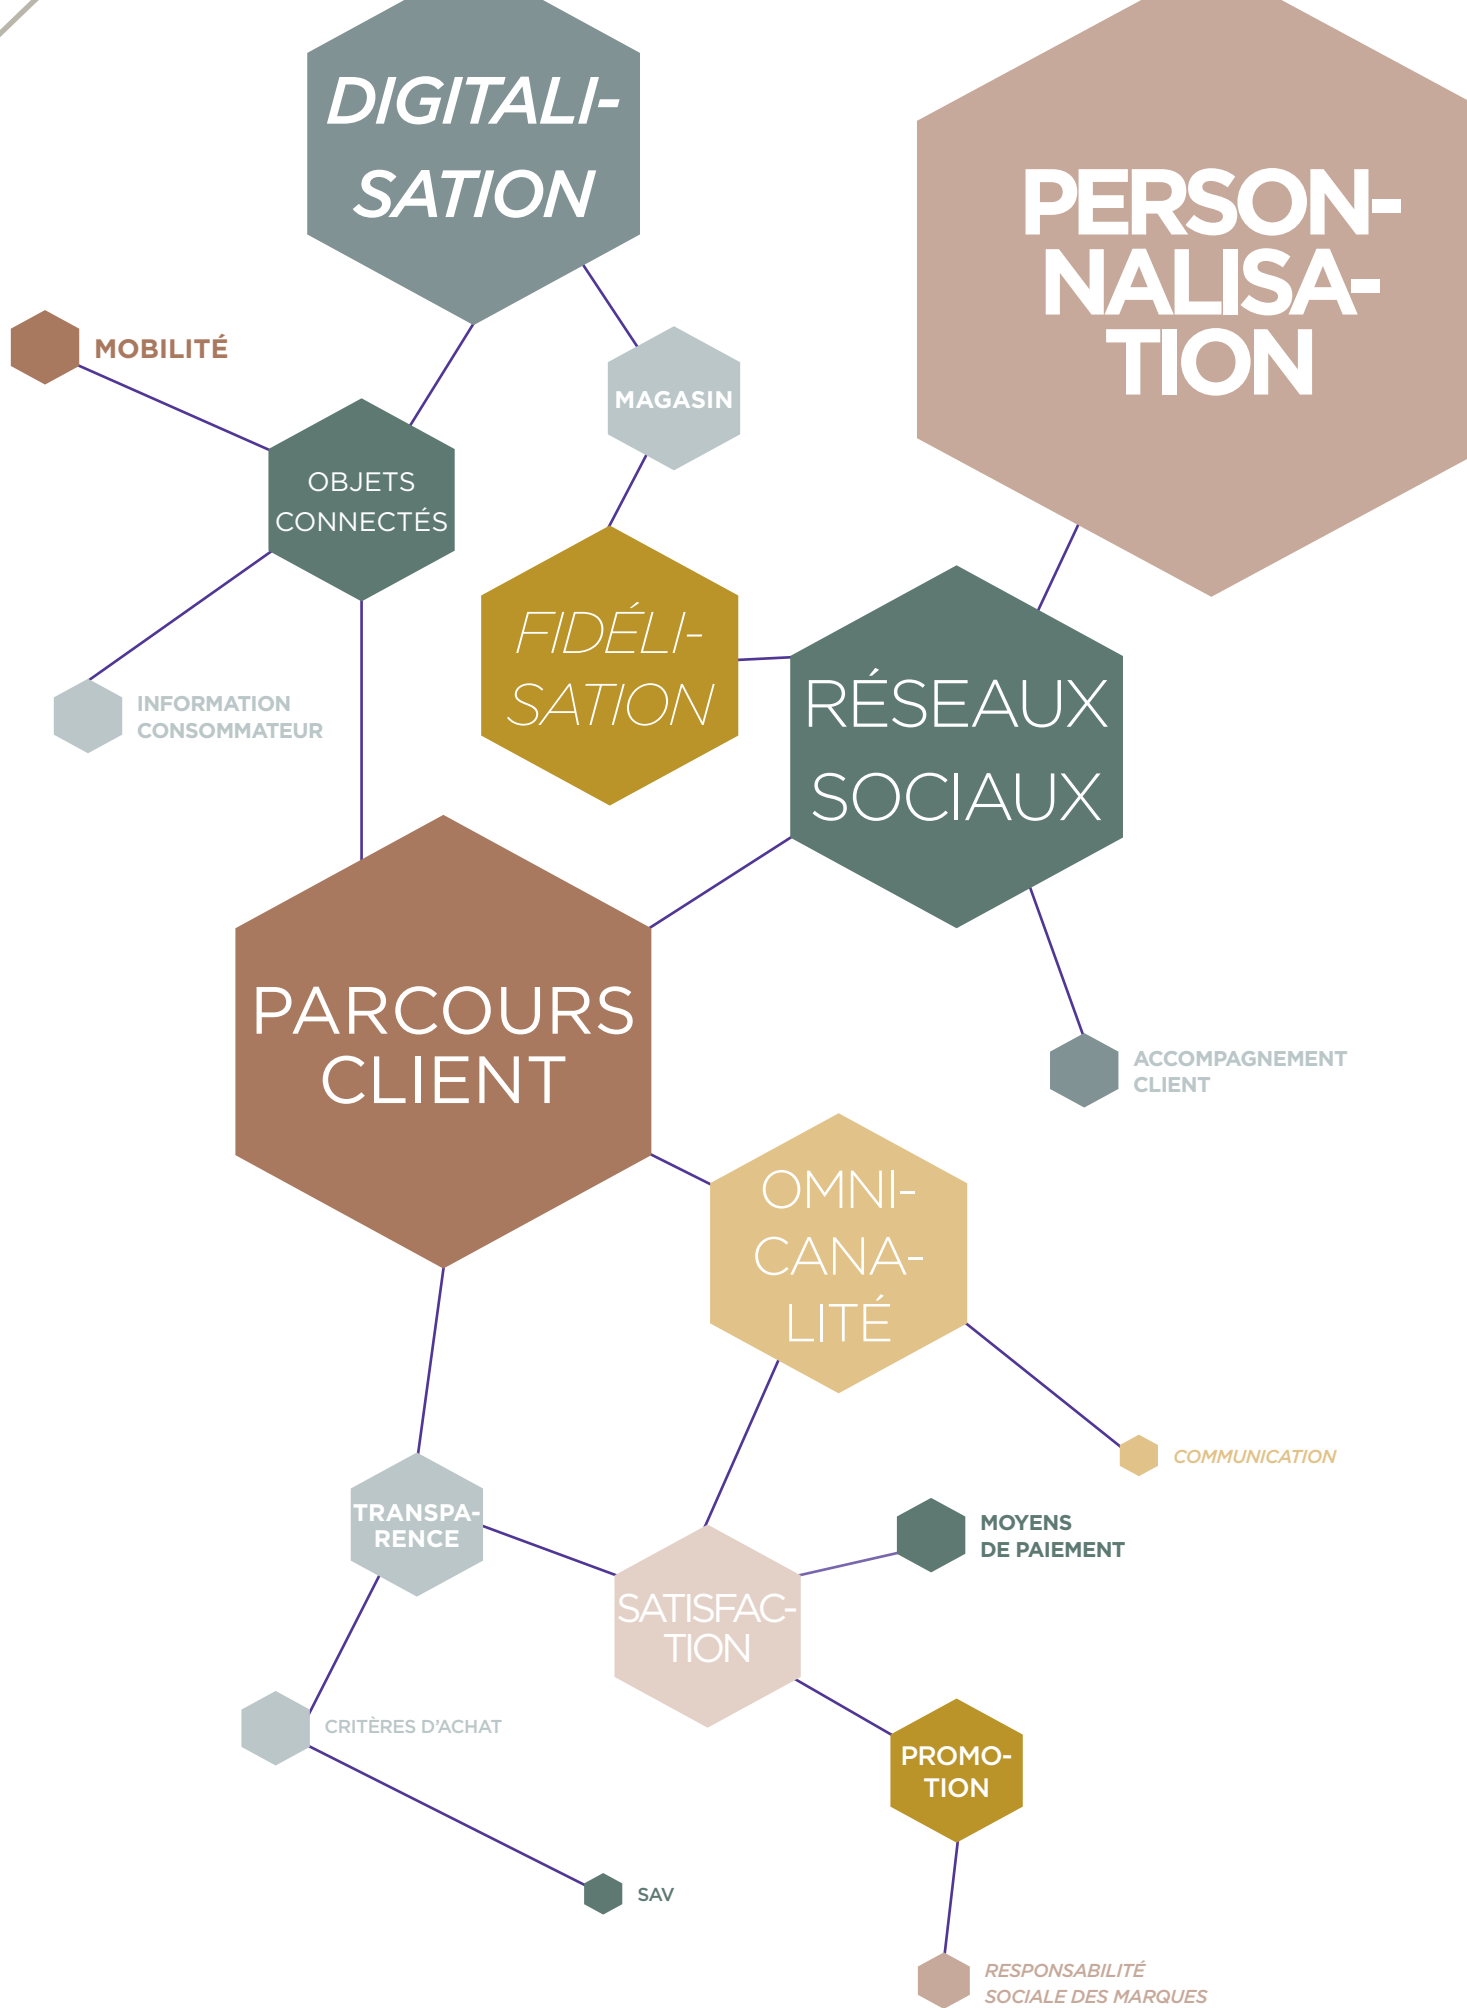 DIGITALI-
SATION
PERSON-
NALISA-
TION
MOBILITÉ
MAGASIN
OBJETS
CONNECTÉS
FIDÉLI-
SATION
RÉSEAUX
SOCIAUX
INFORMATION
CONSOMMATEUR
PARCOURS
CLIENT
ACCOMPAGNEMENT
CLIENT
OMNI-
CANA-
LITÉ
COMMUNICATION
TRANSPA-
RENCE
MOYENS
DE PAIEMENT
SATISFAC-
TION
CRITÈRES D’ACHAT
PROMO-
TION
SAV
RESPONSABILITÉ
SOCIALE DES MARQUES